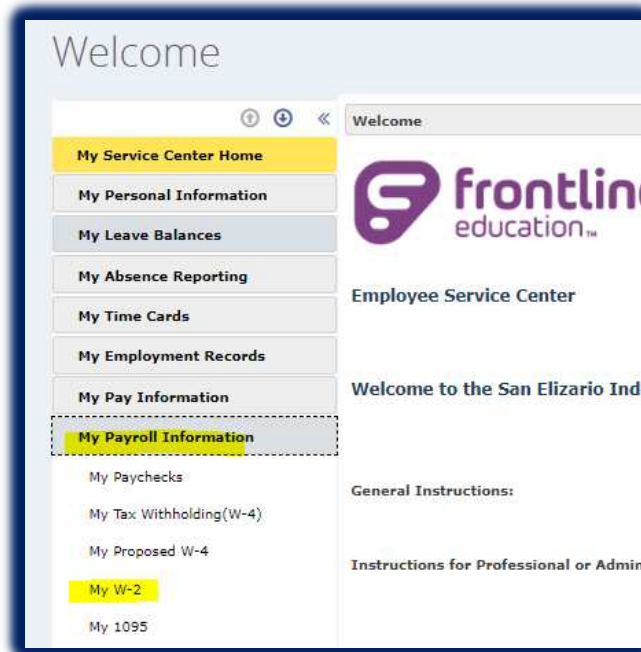 Welcome
My Service Center Home
My Personal Information
My Leave Balances
My Absence Reporting
My Time Cards
My Employment Records
My Pay Information
My Payroll Information
My Paychecks
My Tax Withholding(W-4)
My Proposed W-4
My W-2
My 1095
Welcome
frontlin
education™
Employee Service Center
Welcome to the San Elizario Ind
General Instructions:
Instructions for Professional or Admin